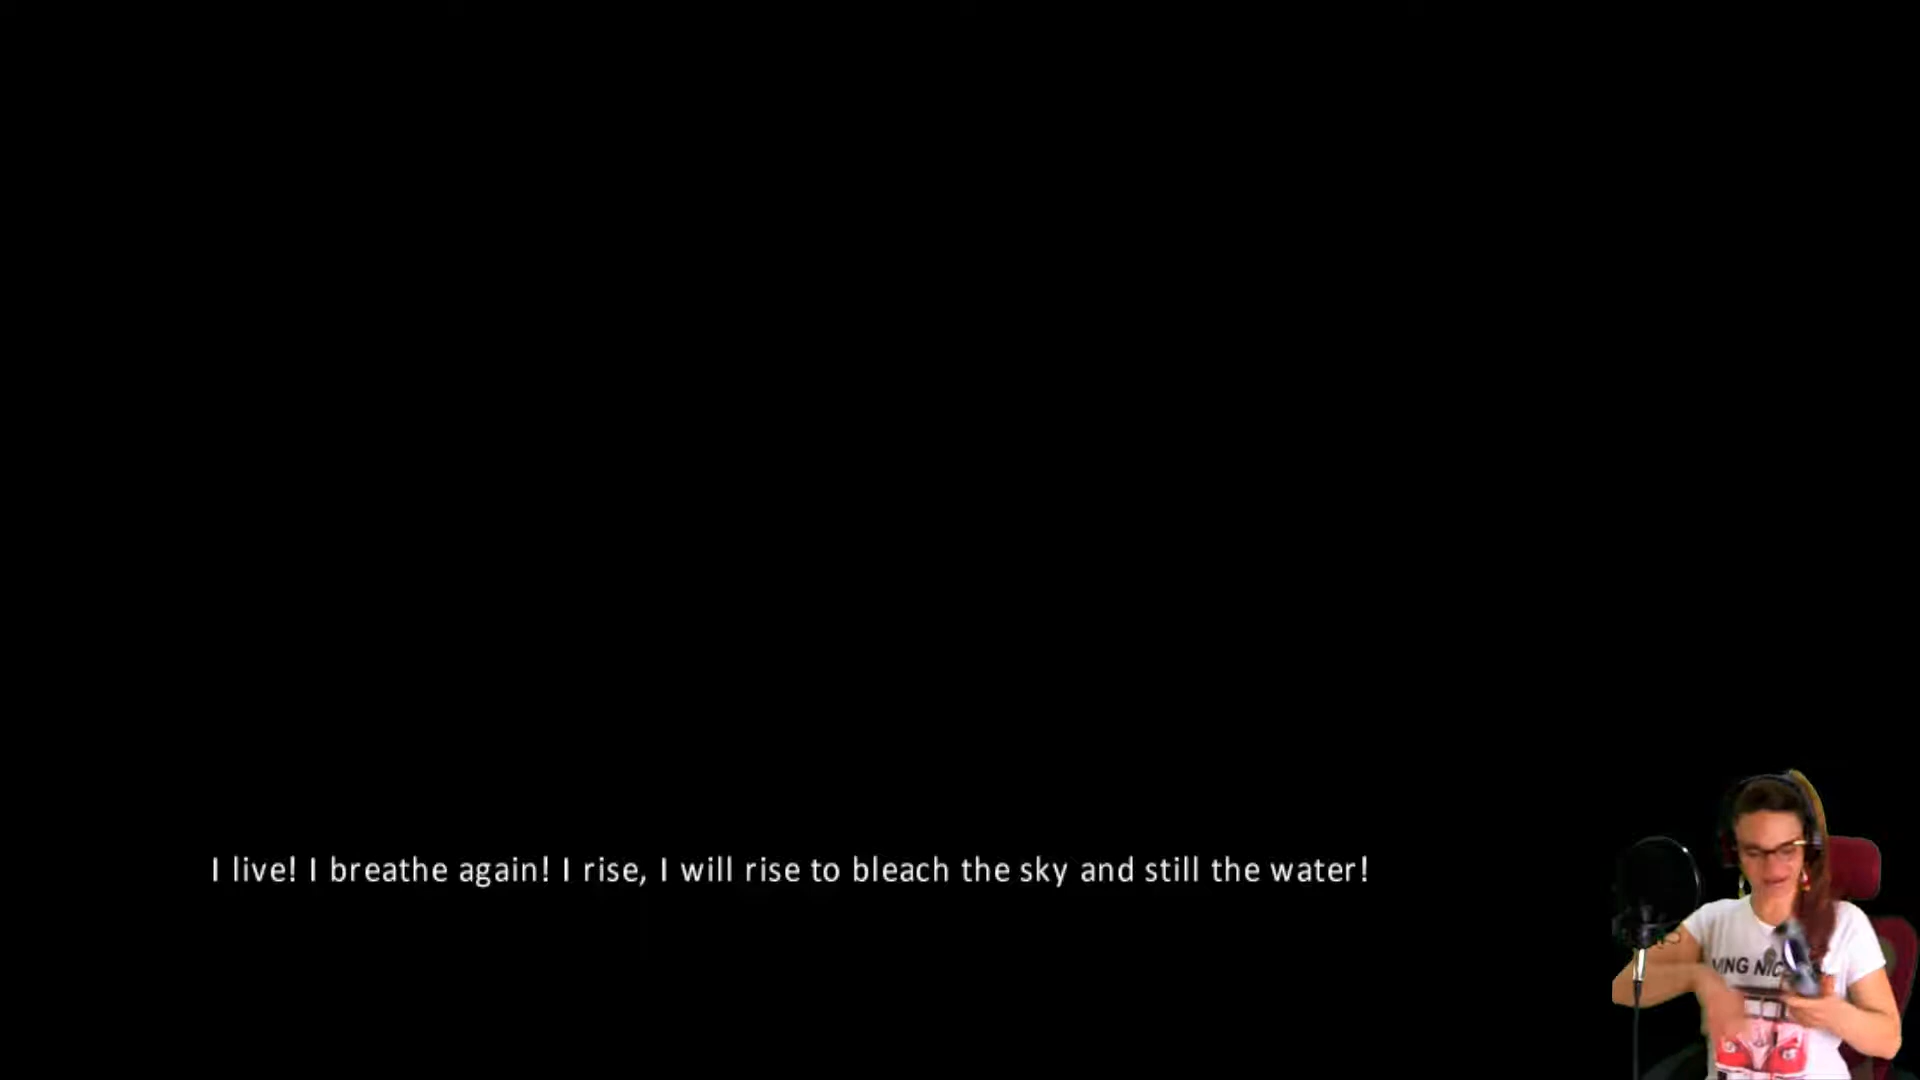 I live! I breathe again! I rise, I will rise to bleach the sky and still the water!